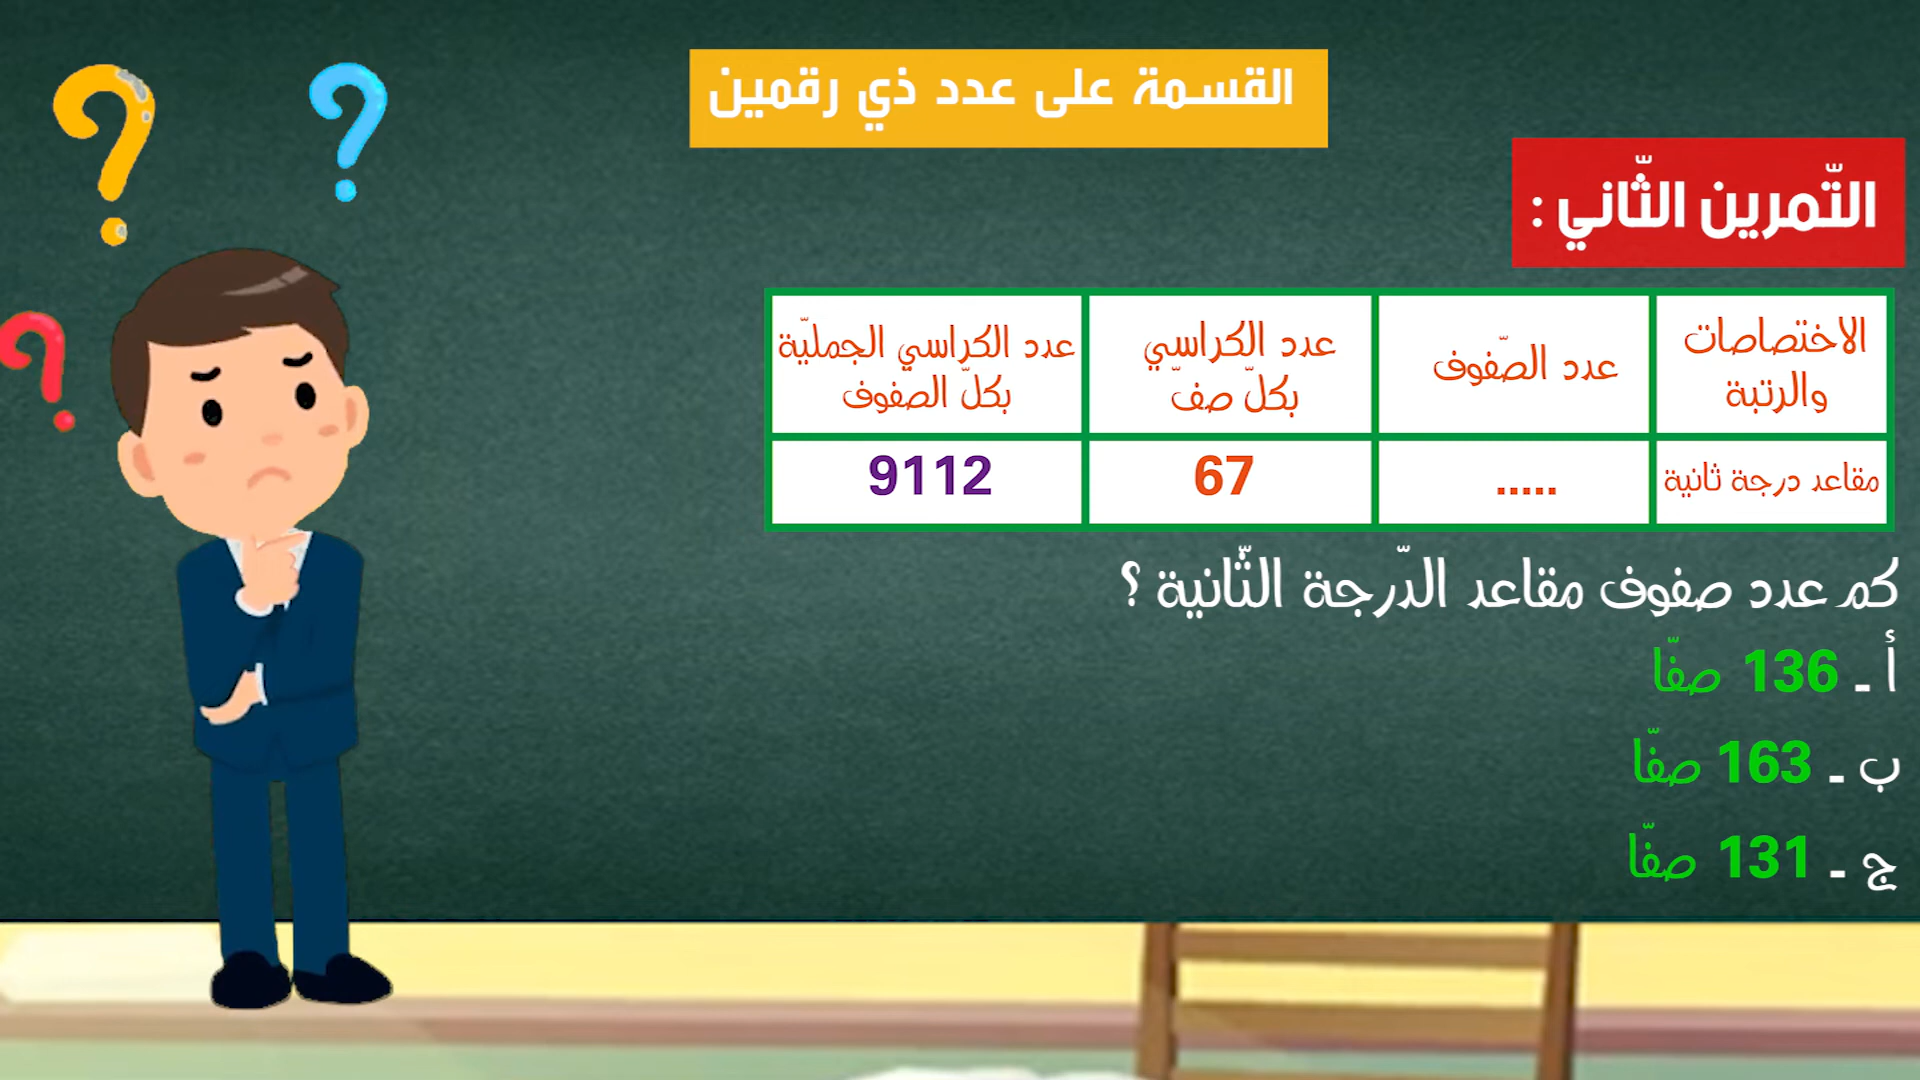 القسمة على عدد ذي رقمين
التّمرين الثّاني :
الاختصاصات والرتبة
عدد الصّفوف
عدد الكراسي بكلّ صفّ
عدد الكراسي الجمليّة بكلّ الصفوف
مقاعد درجة ثانية
.....
67
9112
كم عدد صفوف مقاعد الدّرجة الثّانية ؟
أ ـ 136 صفّا
ب ـ 163 صفّا
ج ـ 131 صفّا